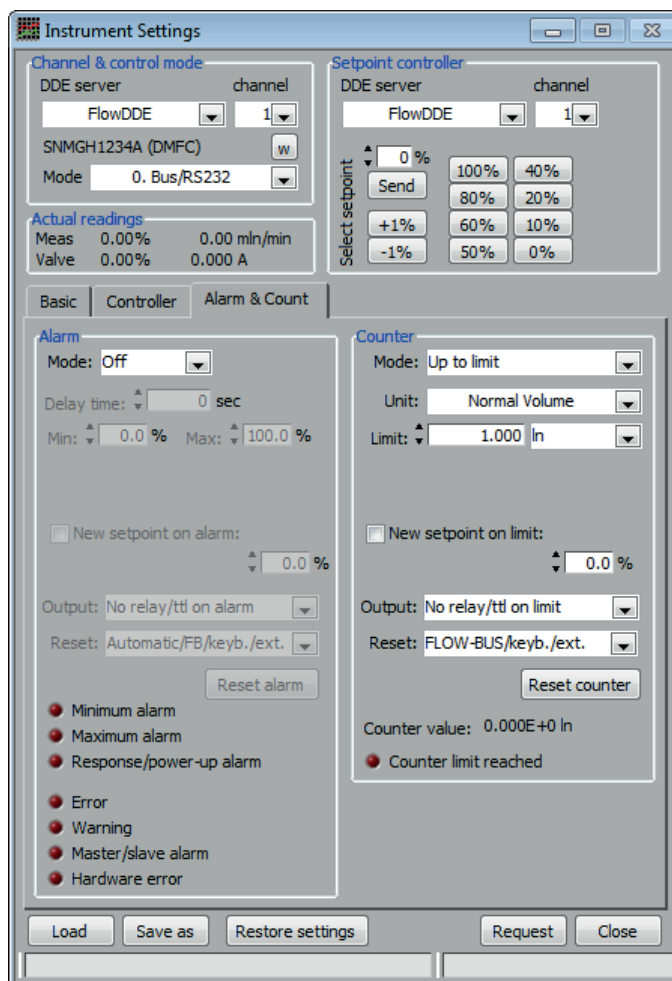 Instrument Settings
Channel & control mode
DDE server channel
FlowDDE 1
SNMGH1234A (DMFC) w
Mode 0. Bus/RS232
Actual readings
Meas 0.00% 0.00 mln/min
Valve 0.00% 0.000 A
Setpoint controller
DDE server channel
FlowDDE 1
Select setpoint
0 %
Send
+1%
-1%
100% 40%
80% 20%
60% 10%
50% 0%
Basic Controller Alarm & Count
Alarm
Mode: Off
Delay time: 0 sec
Min: 0.0 % Max: 100.0 %
New setpoint on alarm:
0.0 %
Output: No relay/ttl on alarm
Reset: Automatic/FB/keyb./ext.
Reset alarm
Minimum alarm
Maximum alarm
Response/power-up alarm
Error
Warning
Master/slave alarm
Hardware error
Counter
Mode: Up to limit
Unit: Normal Volume
Limit: 1.000 ln
New setpoint on limit:
0.0 %
Output: No relay/ttl on limit
Reset: FLOW-BUS/keyb./ext.
Reset counter
Counter value: 0.000E+0 ln
Counter limit reached
Load Save as Restore settings Request Close